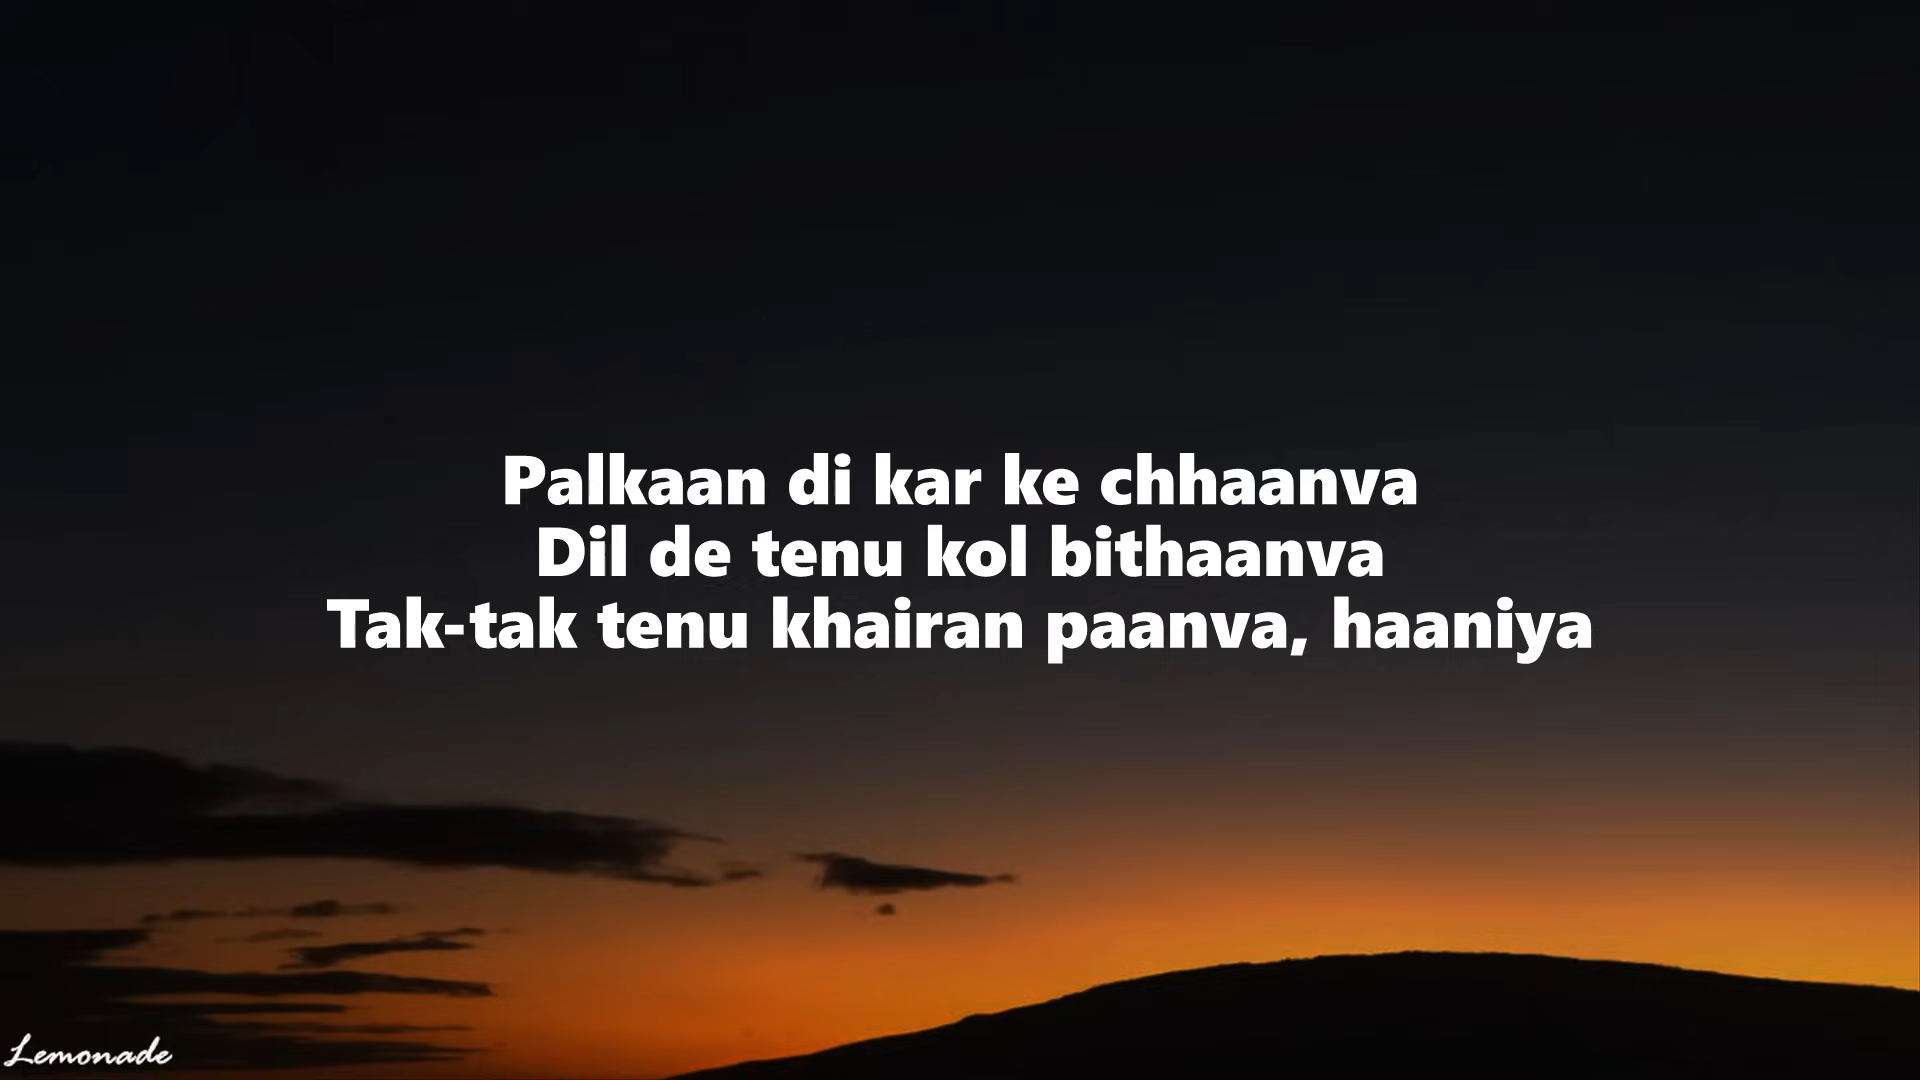 Palkaan di kar ke chhaanva
Dil de tenu kol bithaanva
Tak-tak tenu khairan paanva, haaniya
Lemonade